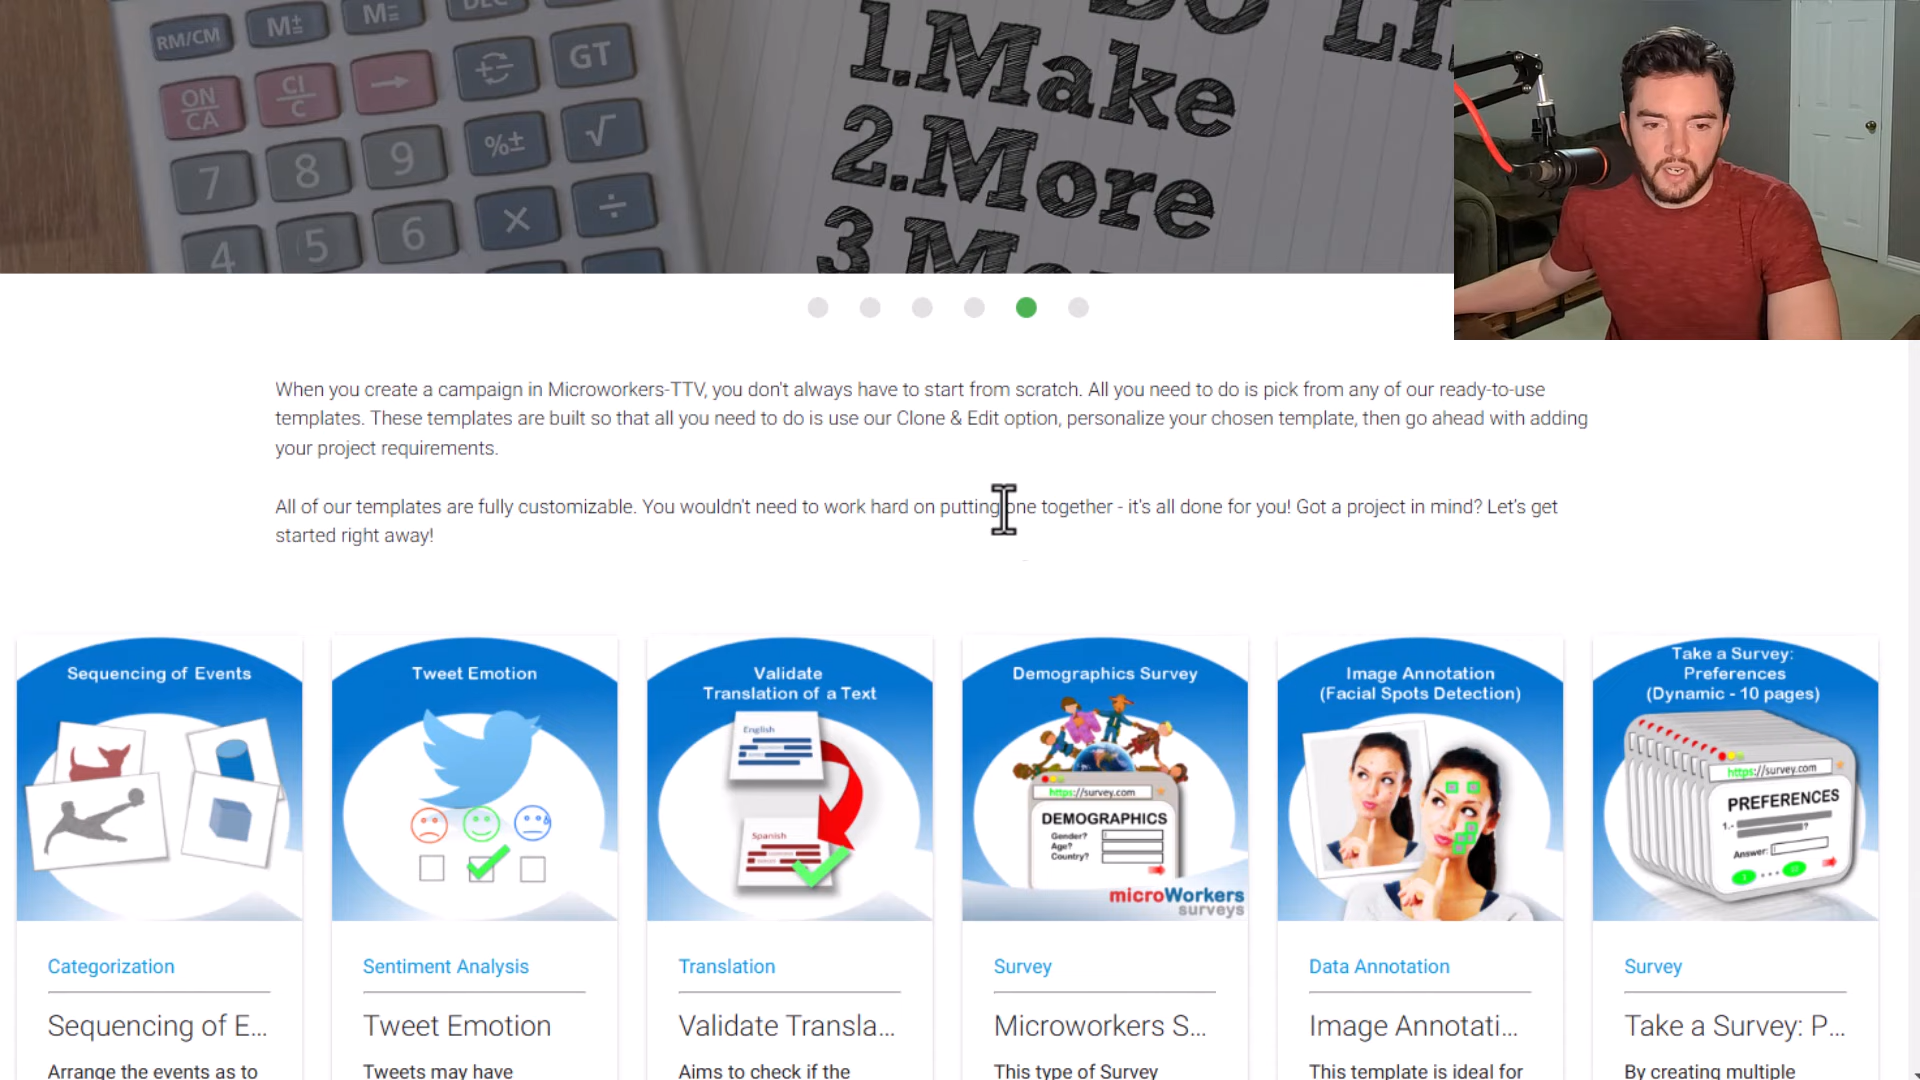 DO LI
1.Make
2.More
3.Mo
RM/CM
M±
M=
DEC
ON
CA
CI
C
GT
7
8
9
%±
√
4
5
6
×
÷
When you create a campaign in Microworkers-TTV, you don't always have to start from scratch. All you need to do is pick from any of our ready-to-use
templates. These templates are built so that all you need to do is use our Clone & Edit option, personalize your chosen template, then go ahead with adding
your project requirements.
All of our templates are fully customizable. You wouldn't need to work hard on putting one together - it's all done for you! Got a project in mind? Let's get
started right away!
Sequencing of Events
Categorization
Sequencing of E...
Arrange the events as to
Tweet Emotion
Sentiment Analysis
Tweet Emotion
Tweets may have
Validate
Translation of a Text
English
Spanish
Translation
Validate Transla...
Aims to check if the
Demographics Survey
https://survey.com
DEMOGRAPHICS
Gender?
Age?
Country?
microWorkers
surveys
Survey
Microworkers S...
This type of Survey
Image Annotation
(Facial Spots Detection)
Data Annotation
Image Annotati...
This template is ideal for
Take a Survey:
Preferences
(Dynamic - 10 pages)
https://survey.com
PREFERENCES
1.-
?
Answer:
Survey
Take a Survey: P...
By creating multiple